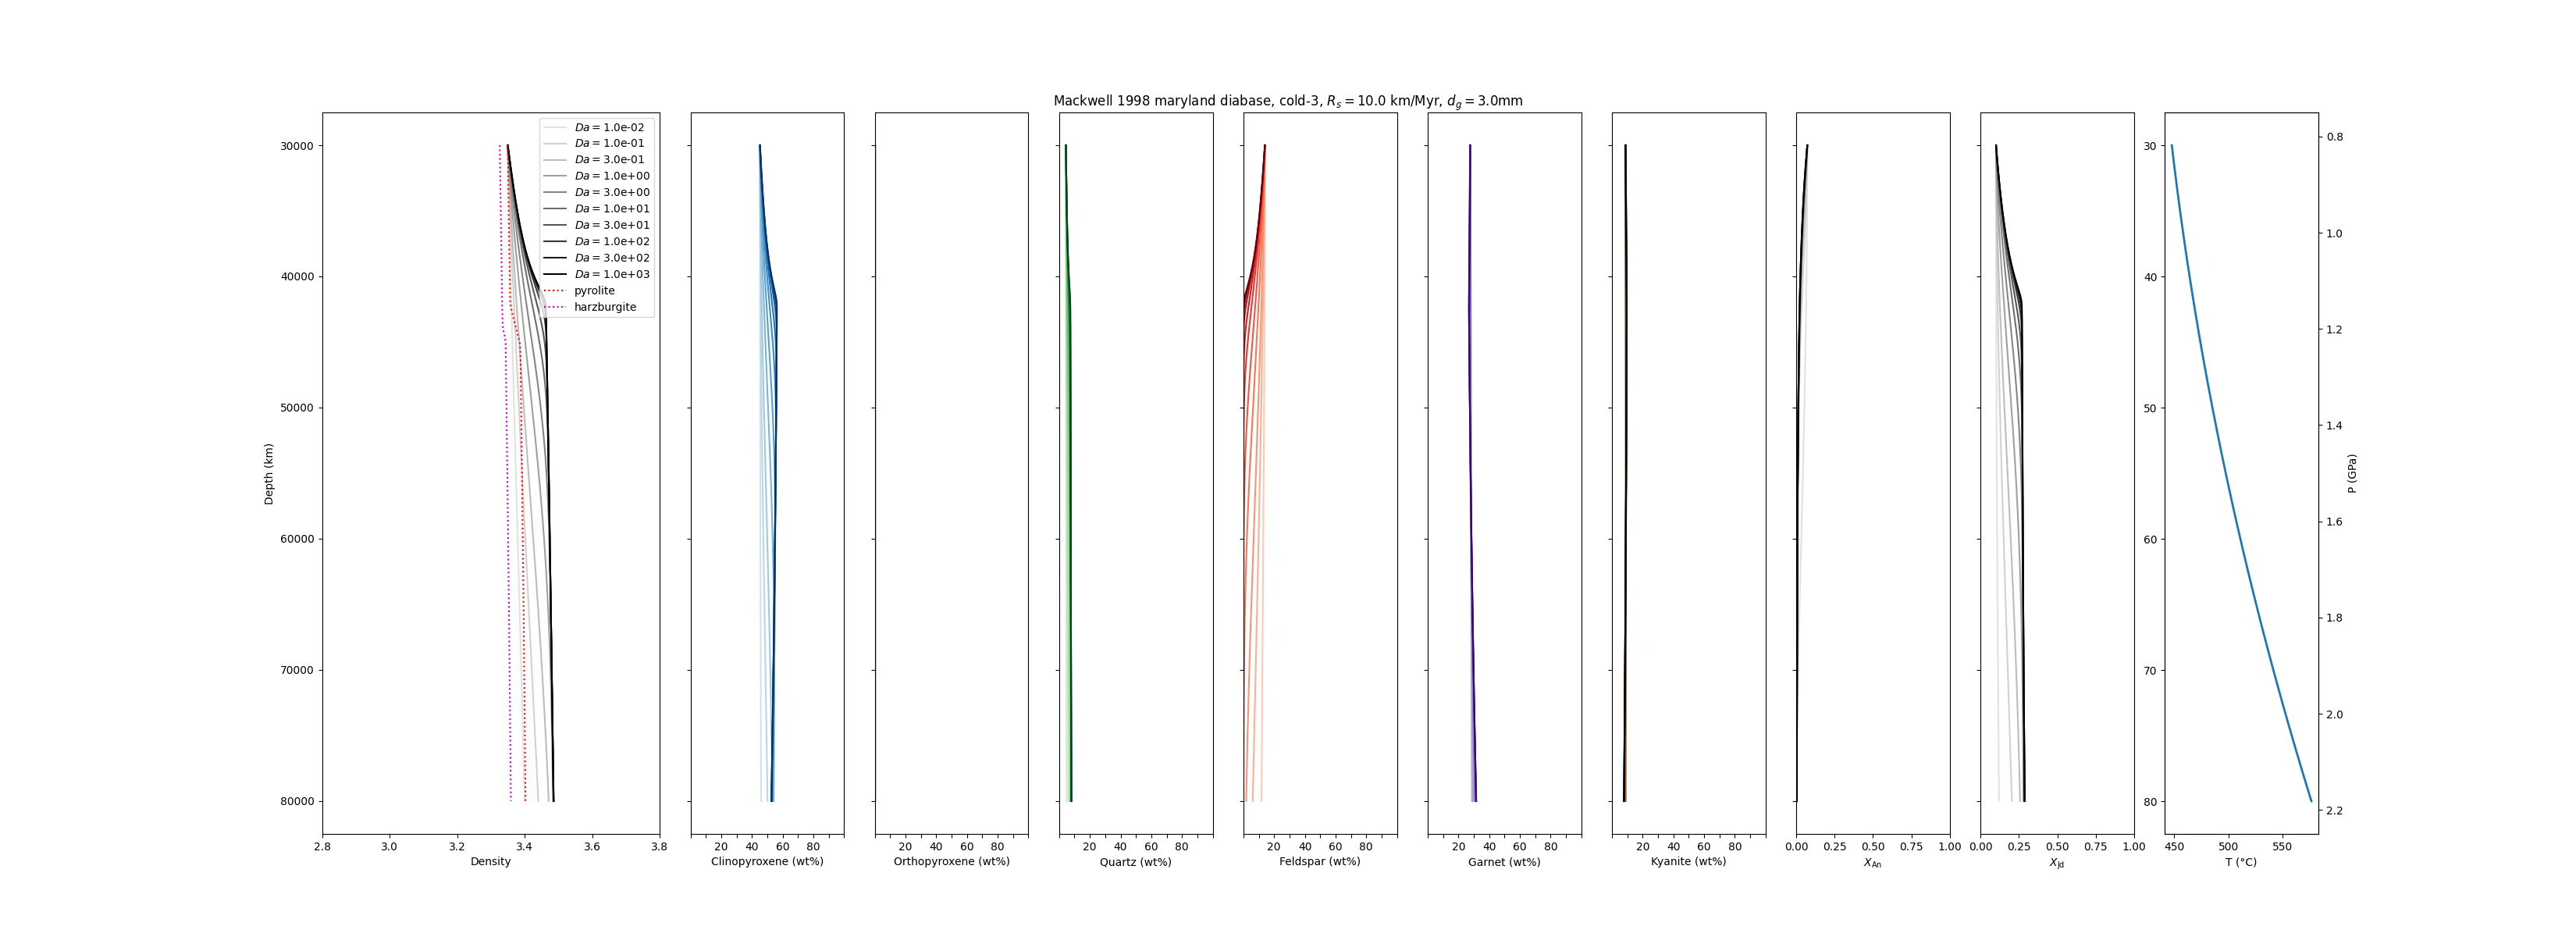 Mackwell 1998 maryland diabase, cold-3, R_s = 10.0 km/Myr, d_g = 3.0mm
Da = 1.0e-02
Da = 1.0e-01
Da = 3.0e-01
Da = 1.0e+00
Da = 3.0e+00
Da = 1.0e+01
Da = 3.0e+01
Da = 1.0e+02
Da = 3.0e+02
Da = 1.0e+03
pyrolite
harzburgite
Depth (km)
30000
40000
50000
60000
70000
80000
2.8 3.0 3.2 3.4 3.6 3.8
Density
20 40 60 80
Clinopyroxene (wt%)
20 40 60 80
Orthopyroxene (wt%)
20 40 60 80
Quartz (wt%)
20 40 60 80
Feldspar (wt%)
20 40 60 80
Garnet (wt%)
20 40 60 80
Kyanite (wt%)
0.00 0.25 0.50 0.75 1.00
X_An
0.00 0.25 0.50 0.75 1.00
X_Jd
30
40
50
60
70
80
450 500 550
T (°C)
0.8
1.0
1.2
1.4
1.6
1.8
2.0
2.2
P (GPa)